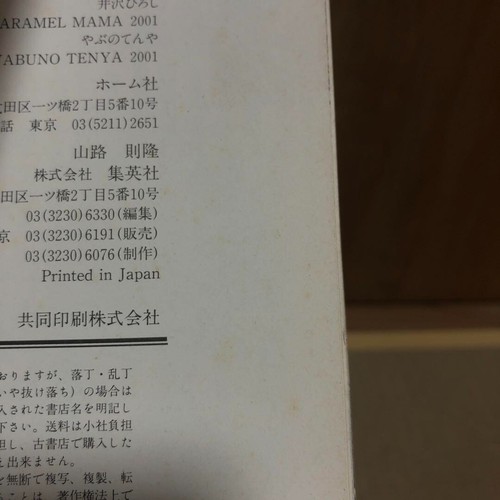 井沢ひろし
ARAMEL MAMA 2001
やぶのてんや
YABUNO TENYA 2001
ホーム社
田区一ツ橋2丁目5番10号
話 東京 03(5211)2651
山路 則隆
株式会社 集英社
田区一ツ橋2丁目5番10号
03(3230)6330(編集)
京 03(3230)6191(販売)
03(3230)6076(制作)
Printed in Japan
共同印刷株式会社
おりますが、落丁・乱丁
いや抜け落ち)の場合は
入された書店名を明記し
下さい。送料は小社負担
但し、古書店で購入した
え出来ません。
を無断で複写、複製、転
ることは、著作権法上で